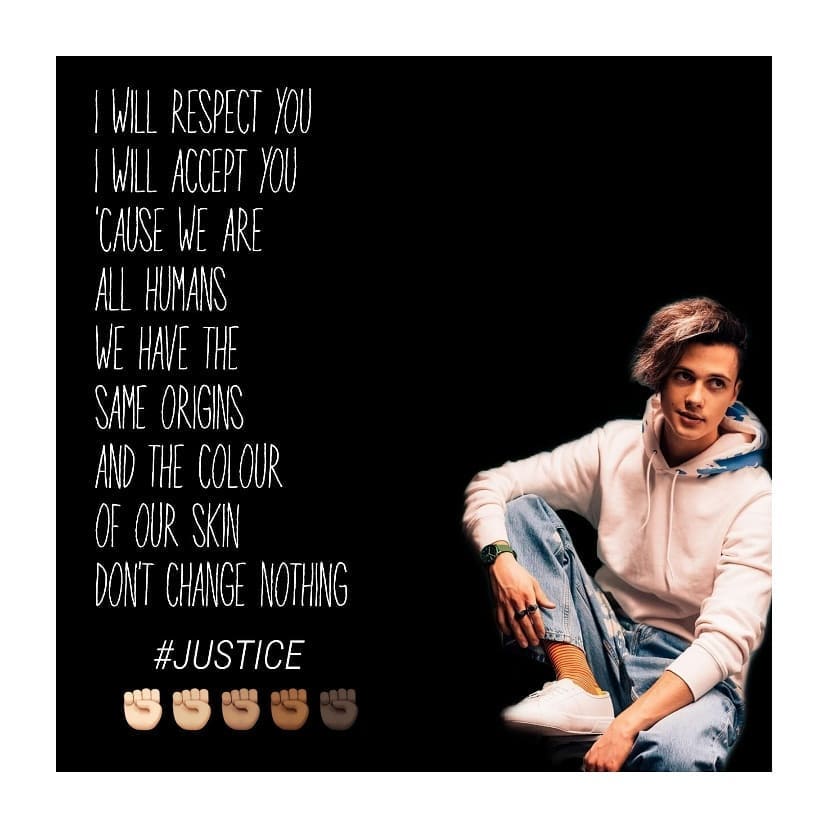 I WILL RESPECT YOU
I WILL ACCEPT YOU
'CAUSE WE ARE
ALL HUMANS
WE HAVE THE
SAME ORIGINS
AND THE COLOUR
OF OUR SKIN
DON'T CHANGE NOTHING
#JUSTICE